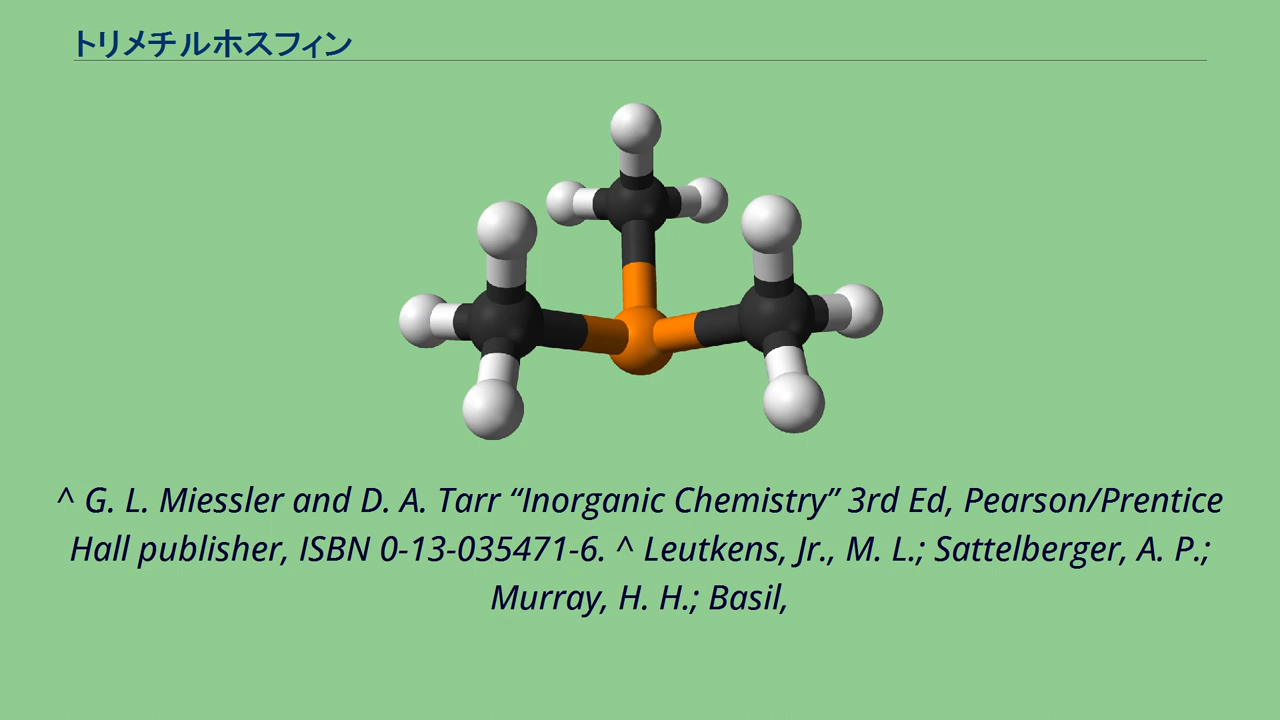 トリメチルホスフィン
^ G. L. Miessler and D. A. Tarr “Inorganic Chemistry” 3rd Ed, Pearson/Prentice
Hall publisher, ISBN 0-13-035471-6. ^ Leutkens, Jr., M. L.; Sattelberger, A. P.;
Murray, H. H.; Basil,